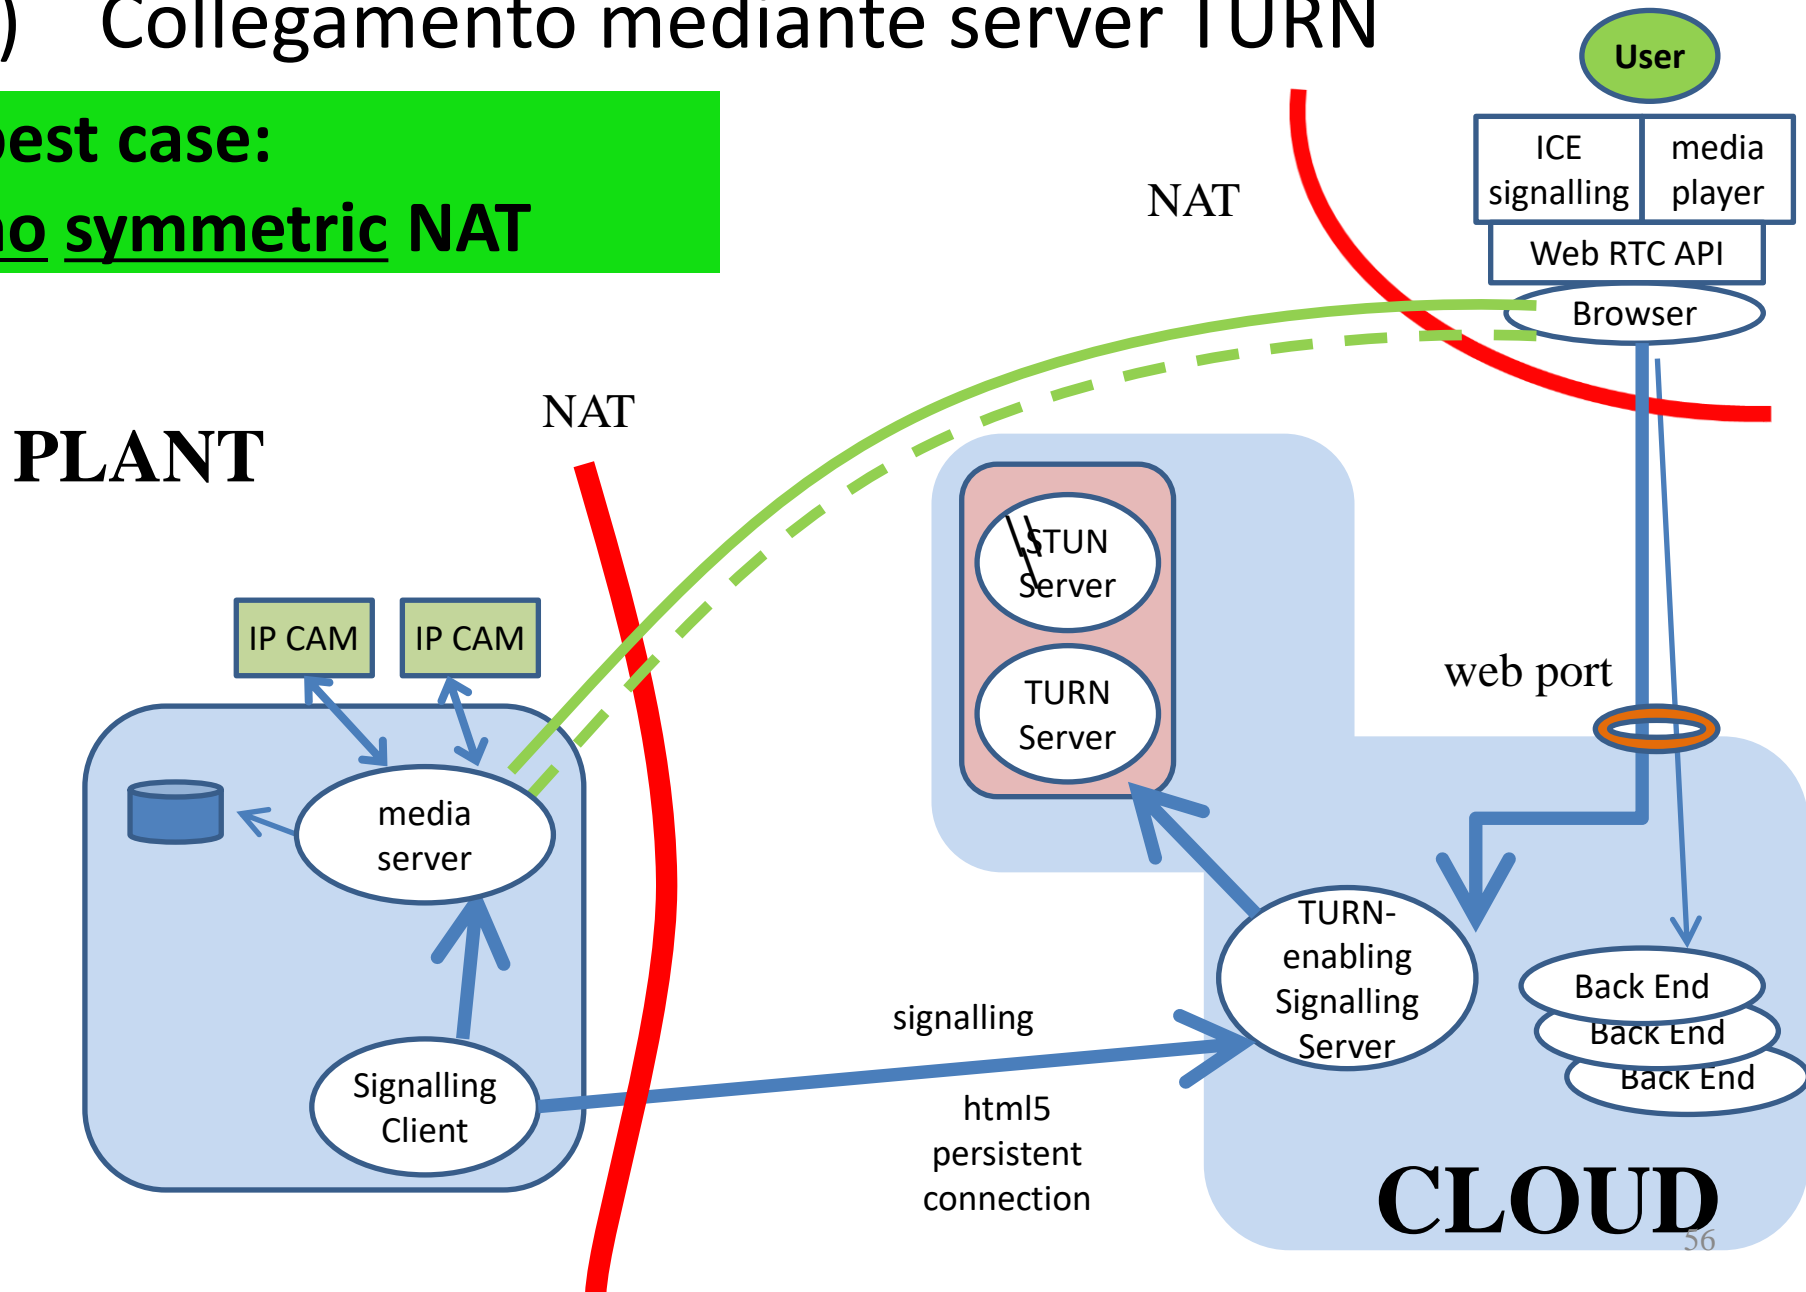 ) Collegamento mediante server TURN
best case:
no symmetric NAT
User
ICE
signalling
media
player
Web RTC API
Browser
NAT
NAT
PLANT
STUN
Server
TURN
Server
IP CAM
IP CAM
web port
media
server
TURN-
enabling
Signalling
Server
Back End
Back End
Back End
signalling
Signalling
Client
html5
persistent
connection
CLOUD
56